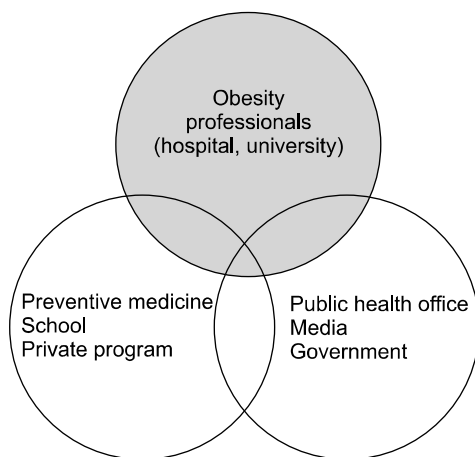 Obesity
professionals
(hospital, university)
Preventive medicine
School
Private program
Public health office
Media
Government